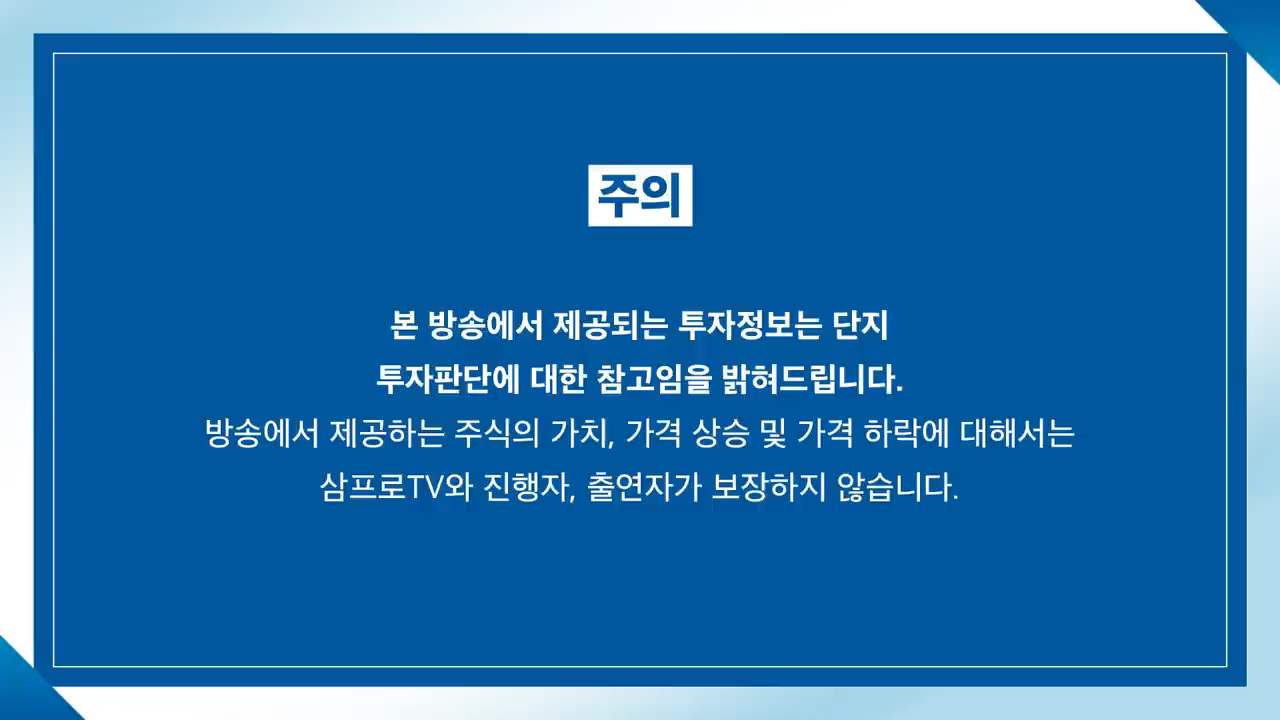 주의
본 방송에서 제공되는 투자정보는 단지
투자판단에 대한 참고임을 밝혀드립니다.
방송에서 제공하는 주식의 가치, 가격 상승 및 가격 하락에 대해서는
삼프로TV와 진행자, 출연자가 보장하지 않습니다.